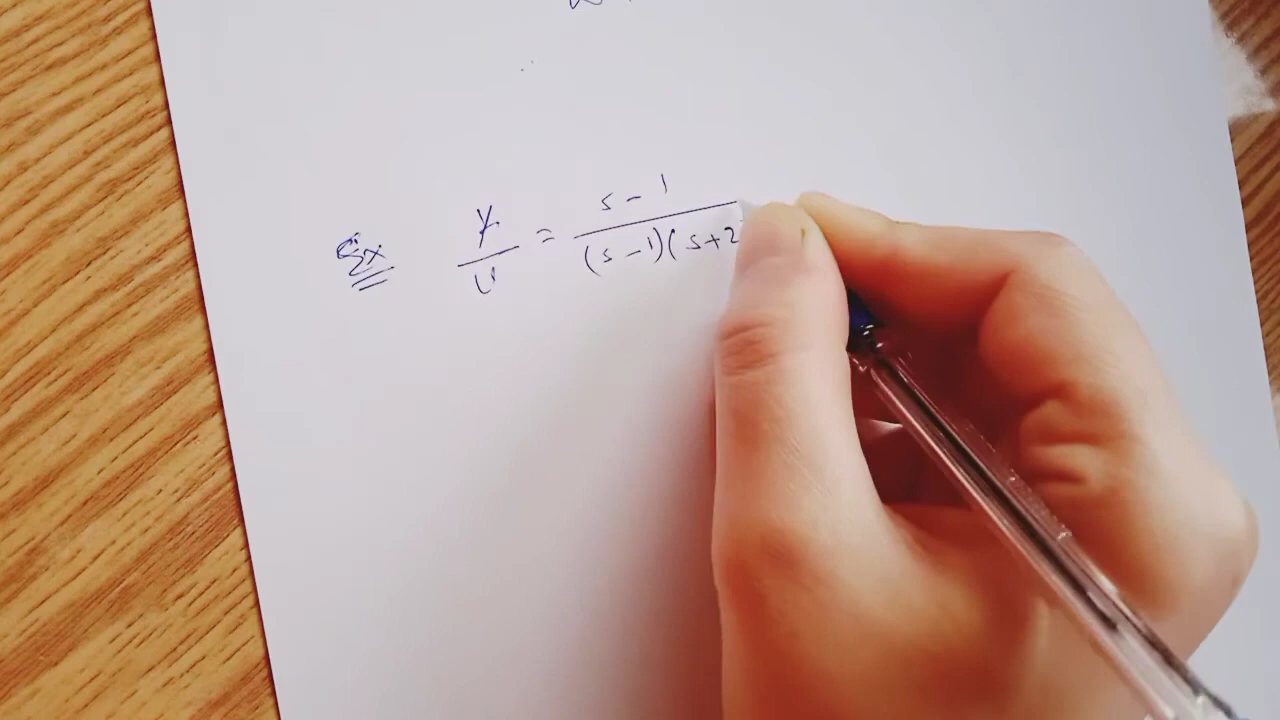 Ex Y/U = s-1/(s-1)(s+2